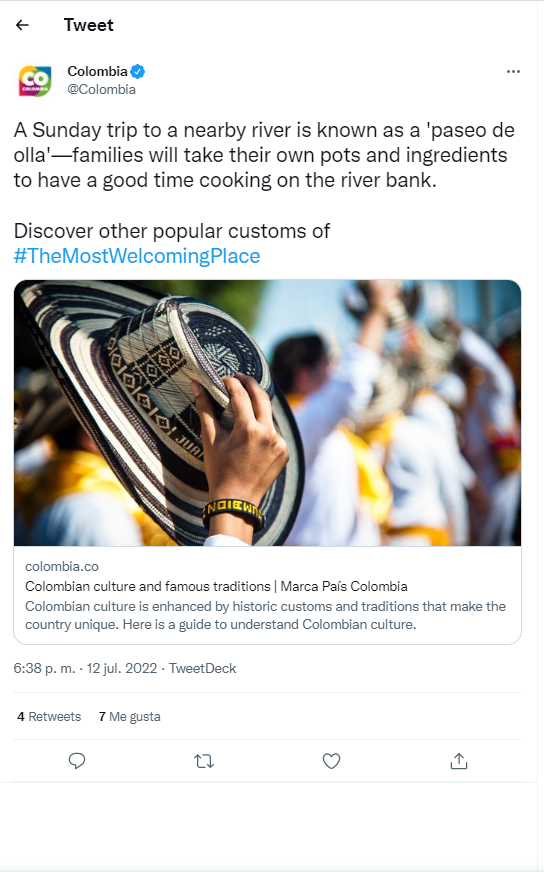 Tweet
CO
COLOMBIA
Colombia
@Colombia
A Sunday trip to a nearby river is known as a 'paseo de
olla'—families will take their own pots and ingredients
to have a good time cooking on the river bank.
Discover other popular customs of
#TheMostWelcomingPlace
colombia.co
Colombian culture and famous traditions | Marca País Colombia
Colombian culture is enhanced by historic customs and traditions that make the
country unique. Here is a guide to understand Colombian culture.
6:38 p. m. · 12 jul. 2022 · TweetDeck
4 Retweets 7 Me gusta